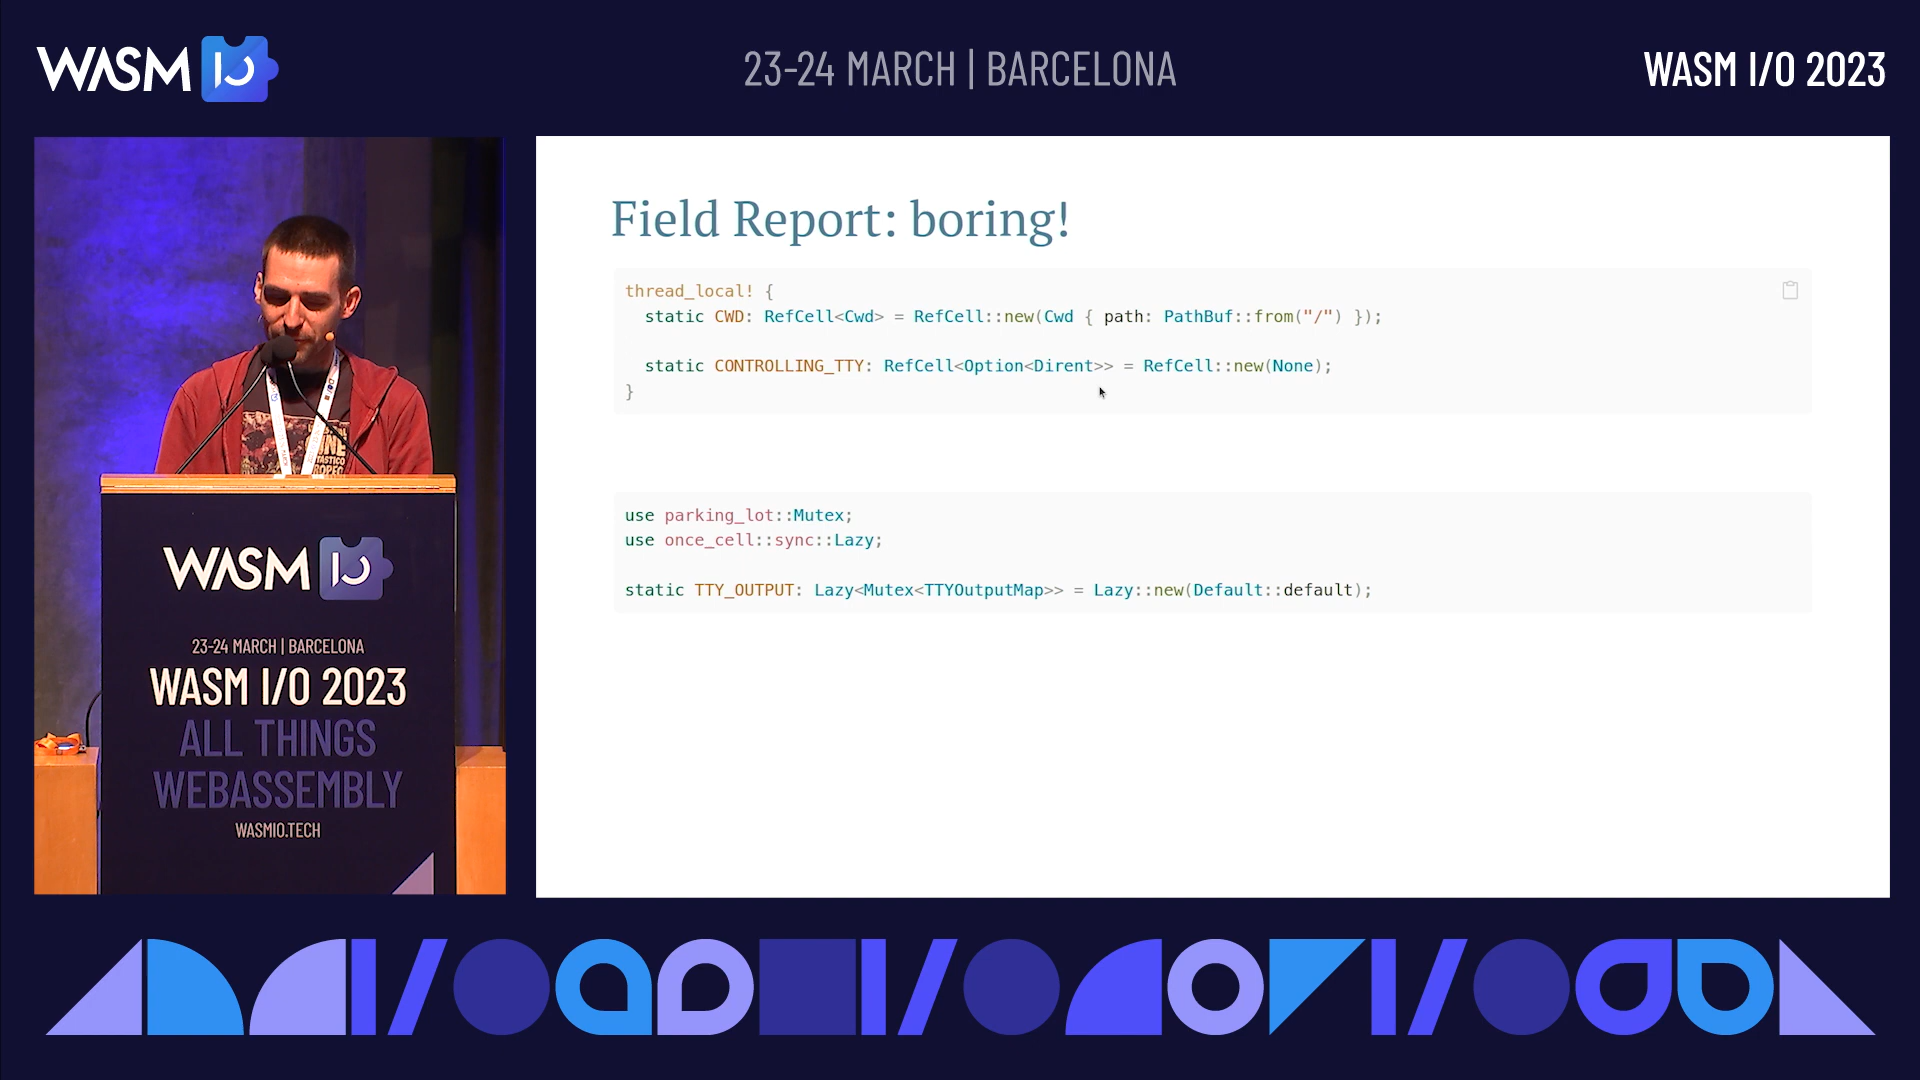 WASM IO
23-24 MARCH | BARCELONA
WASM I/O 2023
Field Report: boring!
thread_local! {
  static CWD: RefCell<Cwd> = RefCell::new(Cwd { path: PathBuf::from("/") });

  static CONTROLLING_TTY: RefCell<Option<Dirent>> = RefCell::new(None);
}
use parking_lot::Mutex;
use once_cell::sync::Lazy;

static TTY_OUTPUT: Lazy<Mutex<TTYOutputMap>> = Lazy::new(Default::default);
WASM IO
23-24 MARCH | BARCELONA
WASM I/O 2023
ALL THINGS
WEBASSEMBLY
WASMIO.TECH